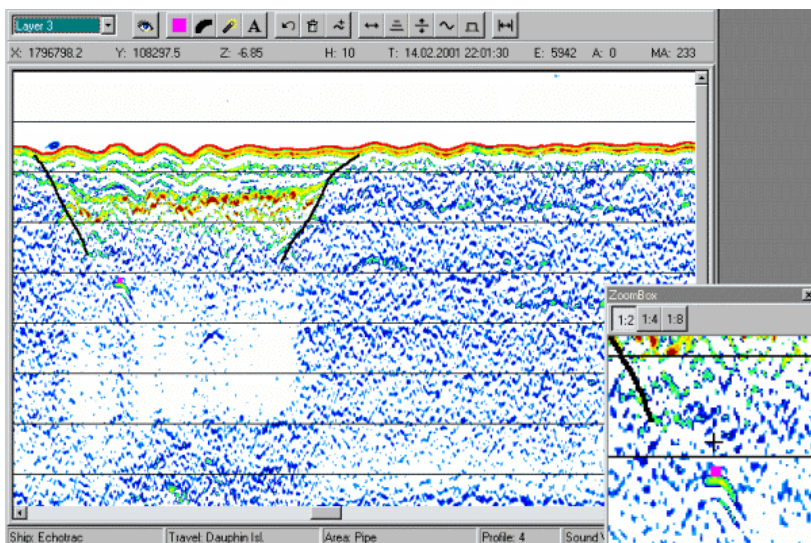 Layer 3
A
X: 1796798.2 Y: 108297.5 Z: -6.85 H: 10 T: 14.02.2001 22:01:30 E: 5942 A: 0 MA: 233
ZoomBox
1:2 1:4 1:8
Ship: Echotrac Travel: Dauphin Isl. Area: Pipe Profile: 4 Sound